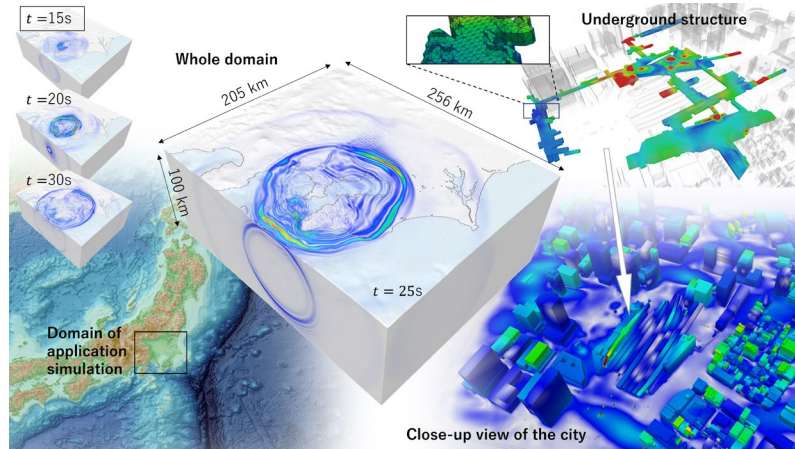 t =15s
t=20s
t =30s
Whole domain
205 km
256 km
100 km
t = 25s
Underground structure
Domain of
application
simulation
Close-up view of the city